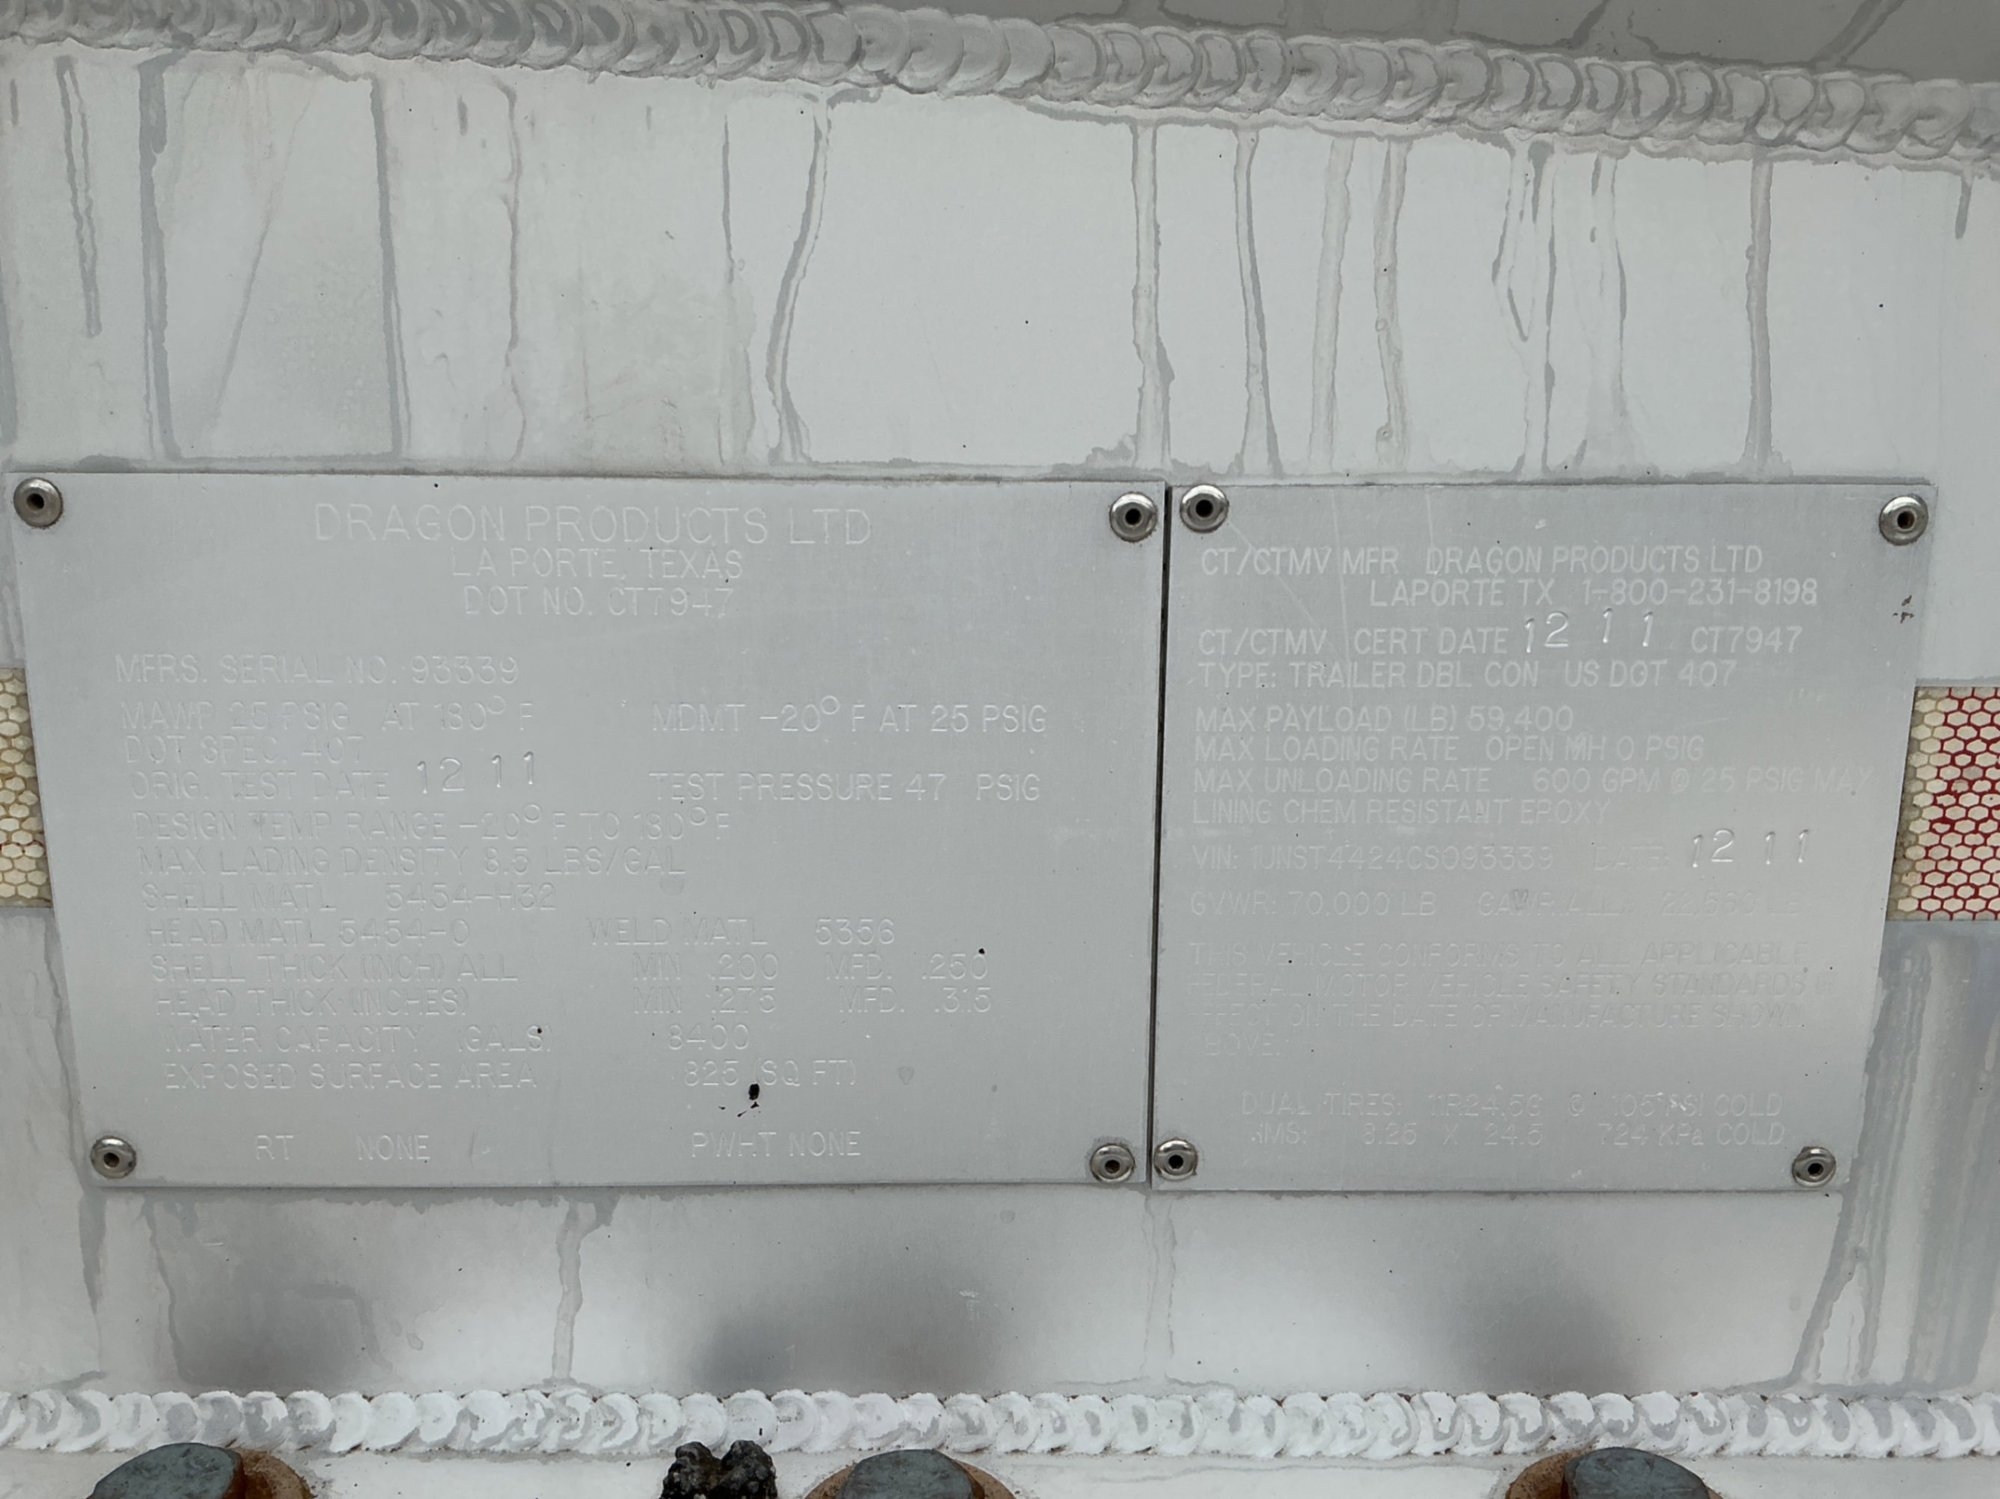 DRAGON PRODUCTS LTD
LA PORTE, TEXAS
DOT NO. CT7947
MFRS. SERIAL NO. 93339
MAWP 25 PSIG AT 180° F MDMT -20° F AT 25 PSIG
DOT SPEC. 407
ORIG. TEST DATE 12 11 TEST PRESSURE 47 PSIG
DESIGN TEMP RANGE -20° F TO 180° F
MAX LADING DENSITY 8.5 LBS/GAL
SHELL MATL 5454-H32
HEAD MATL 5454-0 WELD MATL 5356
SHELL THICK (INCH) ALL MIN .200 MFD. .250
HEAD THICK (INCHES) MIN .275 MFD. .315
WATER CAPACITY (GALS) 8400
EXPOSED SURFACE AREA 825 (SQ FT)
RT NONE PWHT NONE
CT/CTMV MFR DRAGON PRODUCTS LTD
LAPORTE TX 1-800-231-8198
CT/CTMV CERT DATE 12 11 CT7947
TYPE: TRAILER DBL CON US DOT 407
MAX PAYLOAD (LB) 59,400
MAX LOADING RATE OPEN MH 0 PSIG
MAX UNLOADING RATE 600 GPM @ 25 PSIG MAX
LINING CHEM RESISTANT EPOXY
VIN: 1UNST4424CS093339 DATE: 12 11
GVWR: 70,000 LB GAWR ALL: LB
THIS VEHICLE CONFORMS TO ALL APPLICABLE
FEDERAL MOTOR VEHICLE SAFETY STANDARDS
EFFECT ON THE DATE OF MANUFACTURE SHOWN
ABOVE.
DUAL TIRES: 11R24.5G @ 105 PSI COLD
RIMS: 8.25 X 24.5 724 KPa COLD